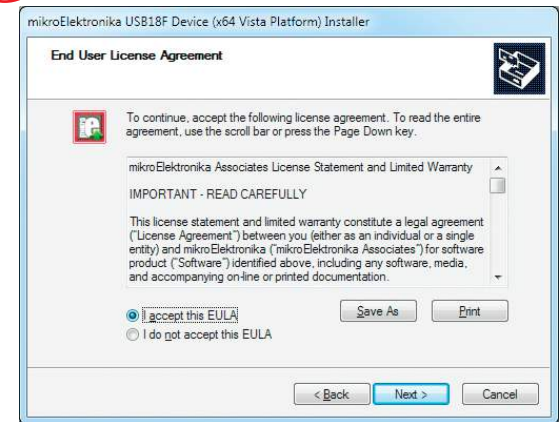 mikroElektronika USB18F Device (x64 Vista Platform) Installer
End User License Agreement
To continue, accept the following license agreement. To read the entire
agreement, use the scroll bar or press the Page Down key.
mikroElektronika Associates License Statement and Limited Warranty
IMPORTANT - READ CAREFULLY
This license statement and limited warranty constitute a legal agreement
("License Agreement") between you (either as an individual or a single
entity) and mikroElektronika ("mikroElektronika Associates") for software
product ("Software") identified above, including any software, media,
and accompanying on-line or printed documentation.
I accept this EULA
Save As
Print
I do not accept this EULA
< Back
Next >
Cancel